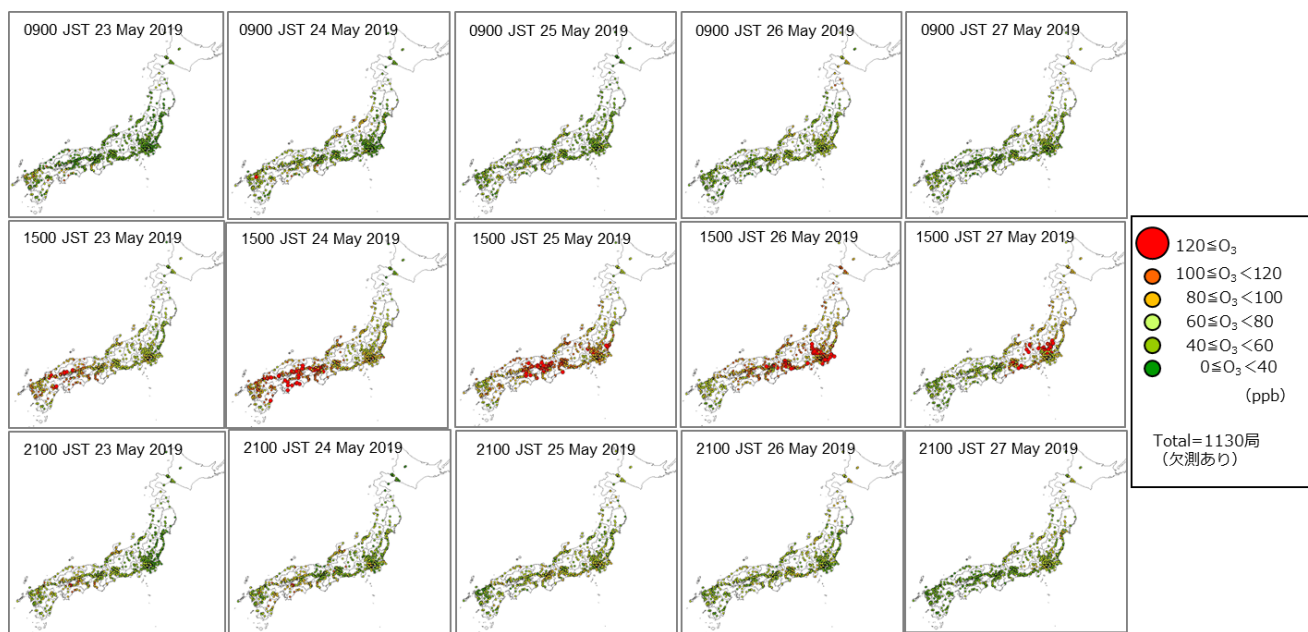 0900 JST 23 May 2019
0900 JST 24 May 2019
0900 JST 25 May 2019
0900 JST 26 May 2019
0900 JST 27 May 2019
1500 JST 23 May 2019
1500 JST 24 May 2019
1500 JST 25 May 2019
1500 JST 26 May 2019
1500 JST 27 May 2019
2100 JST 23 May 2019
2100 JST 24 May 2019
2100 JST 25 May 2019
2100 JST 26 May 2019
2100 JST 27 May 2019
120≦O₃
100≦O₃＜120
80≦O₃＜100
60≦O₃＜80
40≦O₃＜60
0≦O₃＜40
（ppb）
Total=1130局
（欠測あり）